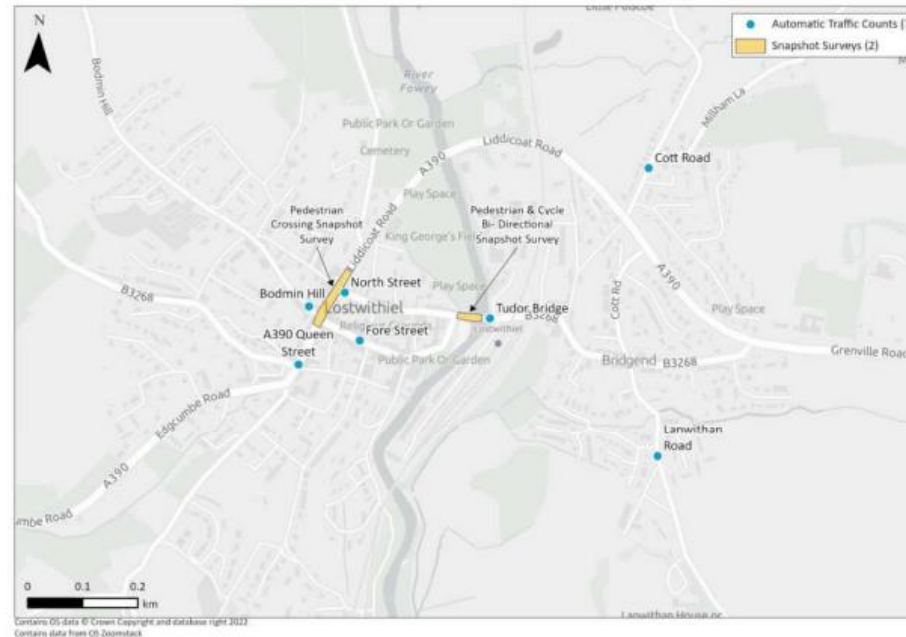 N
Automatic Traffic Counts (7
Snapshot Surveys (2)
Bodmin Hill
River
Fowey
Millham La
Public Park Or Garden
Cemetery
Liddicoat Road
A390
Cott Road
Play Space
Pedestrian
Crossing Snapshot
Survey
Pedestrian & Cycle
Bi- Directional
Snapshot Survey
Liddicoat Road
King George's Fiel
A390
B3268
North Street
Play Space
Cott Rd
Play Space
Bodmin Hill
Lostwithiel
Tudor Bridge
Lostwithiel
B3268
A390 Queen
Street
Fore Street
Public Park or Garden
Bridgend
B3268
Grenville Road
Edgcumbe Road
Lanwithan
Road
A390
umbe Road
0 0.1 0.2
km
Lanwithan House
Contains OS data © Crown Copyright and database right 2022
Contains data from OS Zoomstack